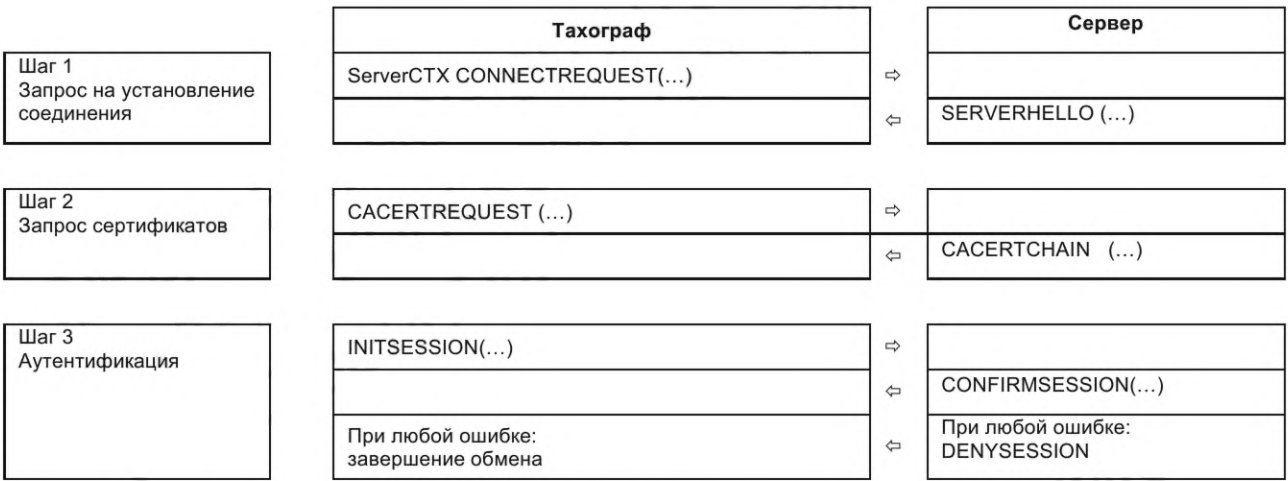 Тахограф
Сервер
Шаг 1
Запрос на установление
соединения
ServerCTX CONNECTREQUEST(…)
⇨
⇦
SERVERHELLO (…)
Шаг 2
Запрос сертификатов
CACERTREQUEST (…)
⇨
⇦
CACERTCHAIN (…)
Шаг 3
Аутентификация
INITSESSION(…)
⇨
⇦
CONFIRMSESSION(…)
При любой ошибке:
завершение обмена
⇦
При любой ошибке:
DENYSESSION